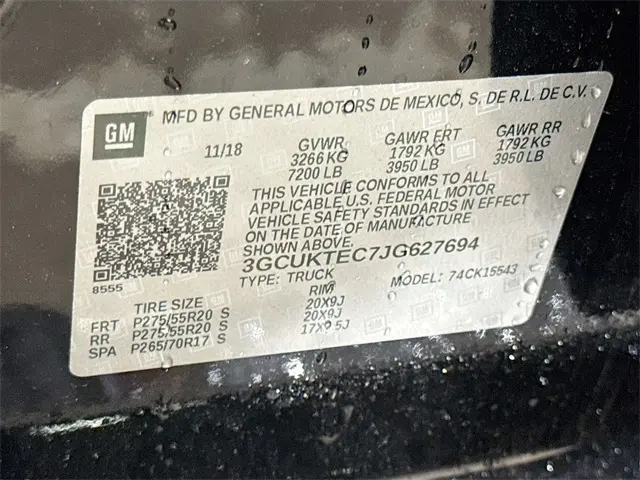 GM
MFD BY GENERAL MOTORS DE MEXICO, S. DE R.L. DE C.V.
11/18 GVWR GAWR FRT GAWR RR
3266 KG 1792 KG 1792 KG
7200 LB 3950 LB 3950 LB
THIS VEHICLE CONFORMS TO ALL
APPLICABLE U.S. FEDERAL MOTOR
VEHICLE SAFETY STANDARDS IN EFFECT
ON THE DATE OF MANUFACTURE
SHOWN ABOVE.
3GCUKTEC7JG627694
8555
TYPE: TRUCK MODEL: 74CK15543
TIRE SIZE RIM
FRT P275/55R20 S 20X9J
RR P275/55R20 S 20X9J
SPA P265/70R17 S 17X9.5J